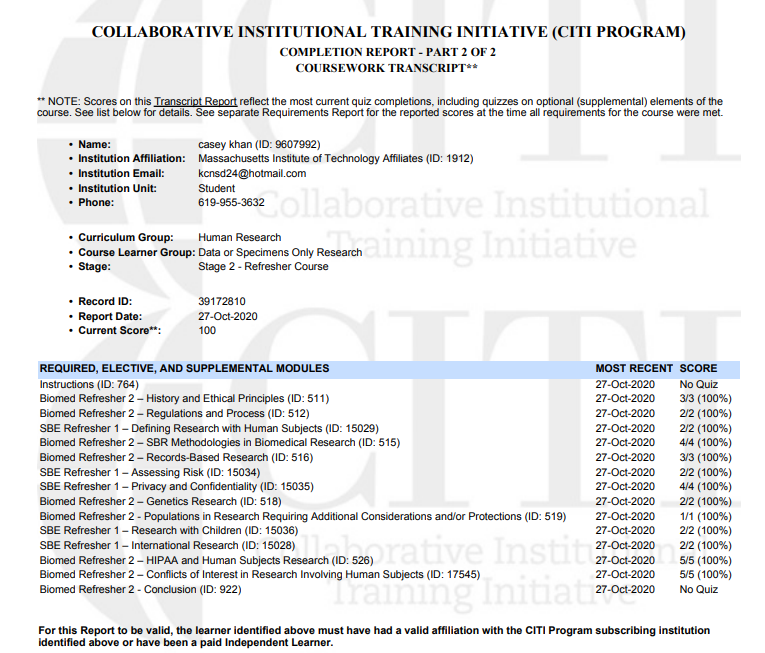 COLLABORATIVE INSTITUTIONAL TRAINING INITIATIVE (CITI PROGRAM)
COMPLETION REPORT - PART 2 OF 2
COURSEWORK TRANSCRIPT**
** NOTE: Scores on this Transcript Report reflect the most current quiz completions, including quizzes on optional (supplemental) elements of the
course. See list below for details. See separate Requirements Report for the reported scores at the time all requirements for the course were met.
• Name: casey khan (ID: 9607992)
• Institution Affiliation: Massachusetts Institute of Technology Affiliates (ID: 1912)
• Institution Email: kcnsd24@hotmail.com
• Institution Unit: Student
• Phone: 619-955-3632
• Curriculum Group: Human Research
• Course Learner Group: Data or Specimens Only Research
• Stage: Stage 2 - Refresher Course
• Record ID: 39172810
• Report Date: 27-Oct-2020
• Current Score**: 100
REQUIRED, ELECTIVE, AND SUPPLEMENTAL MODULES MOST RECENT SCORE
Instructions (ID: 764) 27-Oct-2020 No Quiz
Biomed Refresher 2 – History and Ethical Principles (ID: 511) 27-Oct-2020 3/3 (100%)
Biomed Refresher 2 – Regulations and Process (ID: 512) 27-Oct-2020 2/2 (100%)
SBE Refresher 1 – Defining Research with Human Subjects (ID: 15029) 27-Oct-2020 2/2 (100%)
Biomed Refresher 2 – SBR Methodologies in Biomedical Research (ID: 515) 27-Oct-2020 4/4 (100%)
Biomed Refresher 2 – Records-Based Research (ID: 516) 27-Oct-2020 3/3 (100%)
SBE Refresher 1 – Assessing Risk (ID: 15034) 27-Oct-2020 2/2 (100%)
SBE Refresher 1 – Privacy and Confidentiality (ID: 15035) 27-Oct-2020 4/4 (100%)
Biomed Refresher 2 – Genetics Research (ID: 518) 27-Oct-2020 2/2 (100%)
Biomed Refresher 2 - Populations in Research Requiring Additional Considerations and/or Protections (ID: 519) 27-Oct-2020 1/1 (100%)
SBE Refresher 1 – Research with Children (ID: 15036) 27-Oct-2020 2/2 (100%)
SBE Refresher 1 – International Research (ID: 15028) 27-Oct-2020 2/2 (100%)
Biomed Refresher 2 – HIPAA and Human Subjects Research (ID: 526) 27-Oct-2020 5/5 (100%)
Biomed Refresher 2 – Conflicts of Interest in Research Involving Human Subjects (ID: 17545) 27-Oct-2020 5/5 (100%)
Biomed Refresher 2 - Conclusion (ID: 922) 27-Oct-2020 No Quiz
For this Report to be valid, the learner identified above must have had a valid affiliation with the CITI Program subscribing institution
identified above or have been a paid Independent Learner.
CITI
Collaborative Institutional
Training Initiative
CITI
Collaborative Institutional
Training Initiative